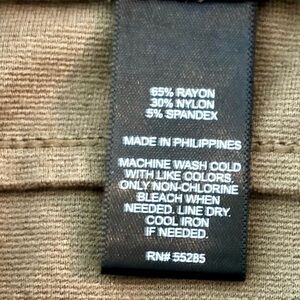 65% RAYON
30% NYLON
5% SPANDEX
MADE IN PHILIPPINES
MACHINE WASH COLD
WITH LIKE COLORS.
ONLY NON-CHLORINE
BLEACH WHEN
NEEDED. LINE DRY.
COOL IRON
IF NEEDED.
RN# 55285